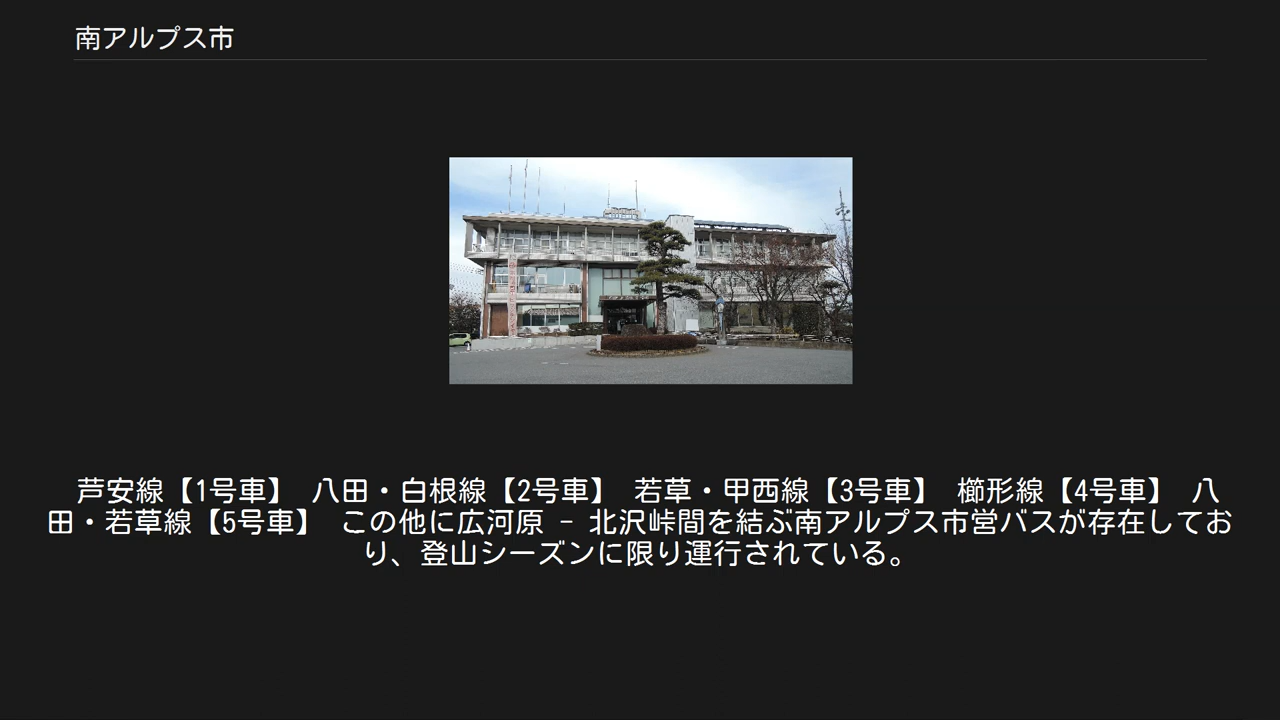 南アルプス市
芦安線【1号車】 八田・白根線【2号車】 若草・甲西線【3号車】 櫛形線【4号車】 八
田・若草線【5号車】 この他に広河原 - 北沢峠間を結ぶ南アルプス市営バスが存在してお
り、登山シーズンに限り運行されている。